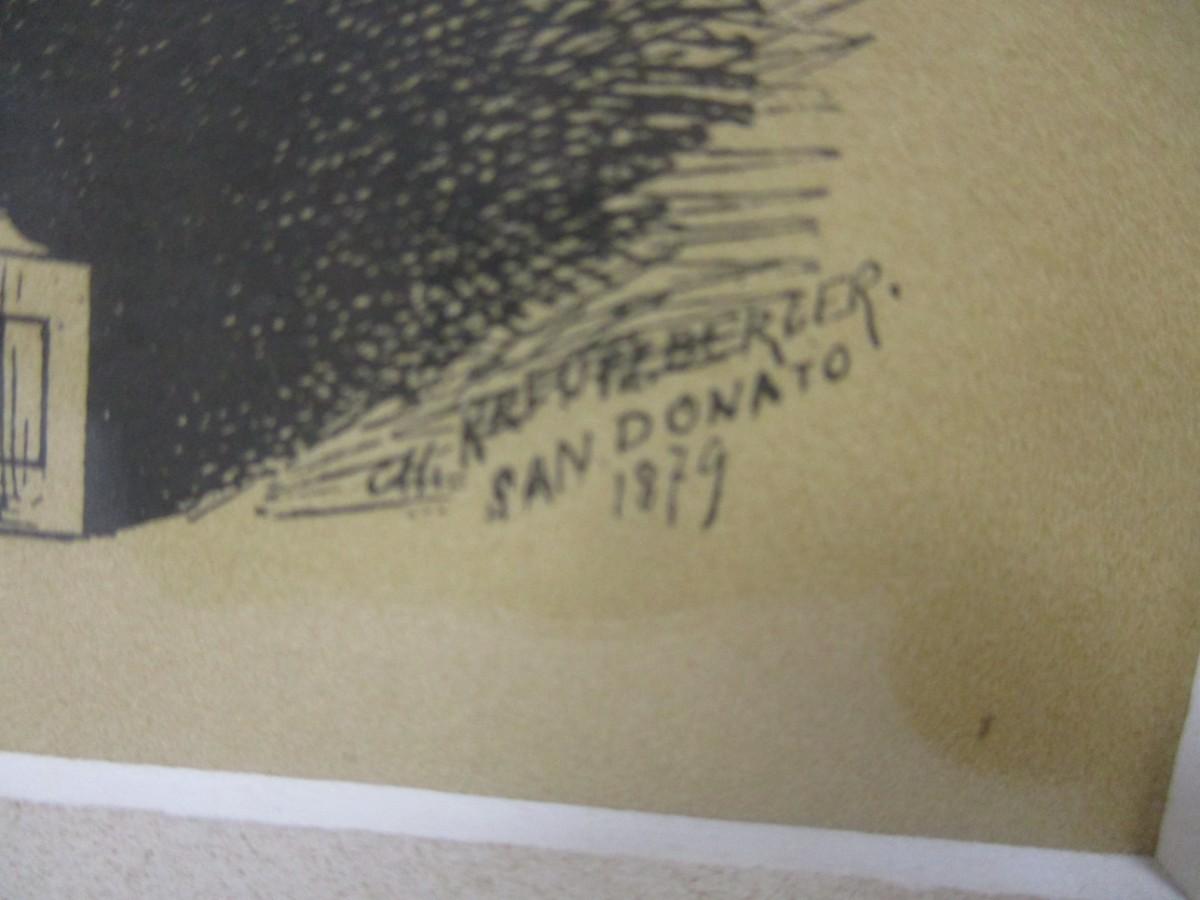 CH. KREUTZBERGER.
SAN DONATO
1879